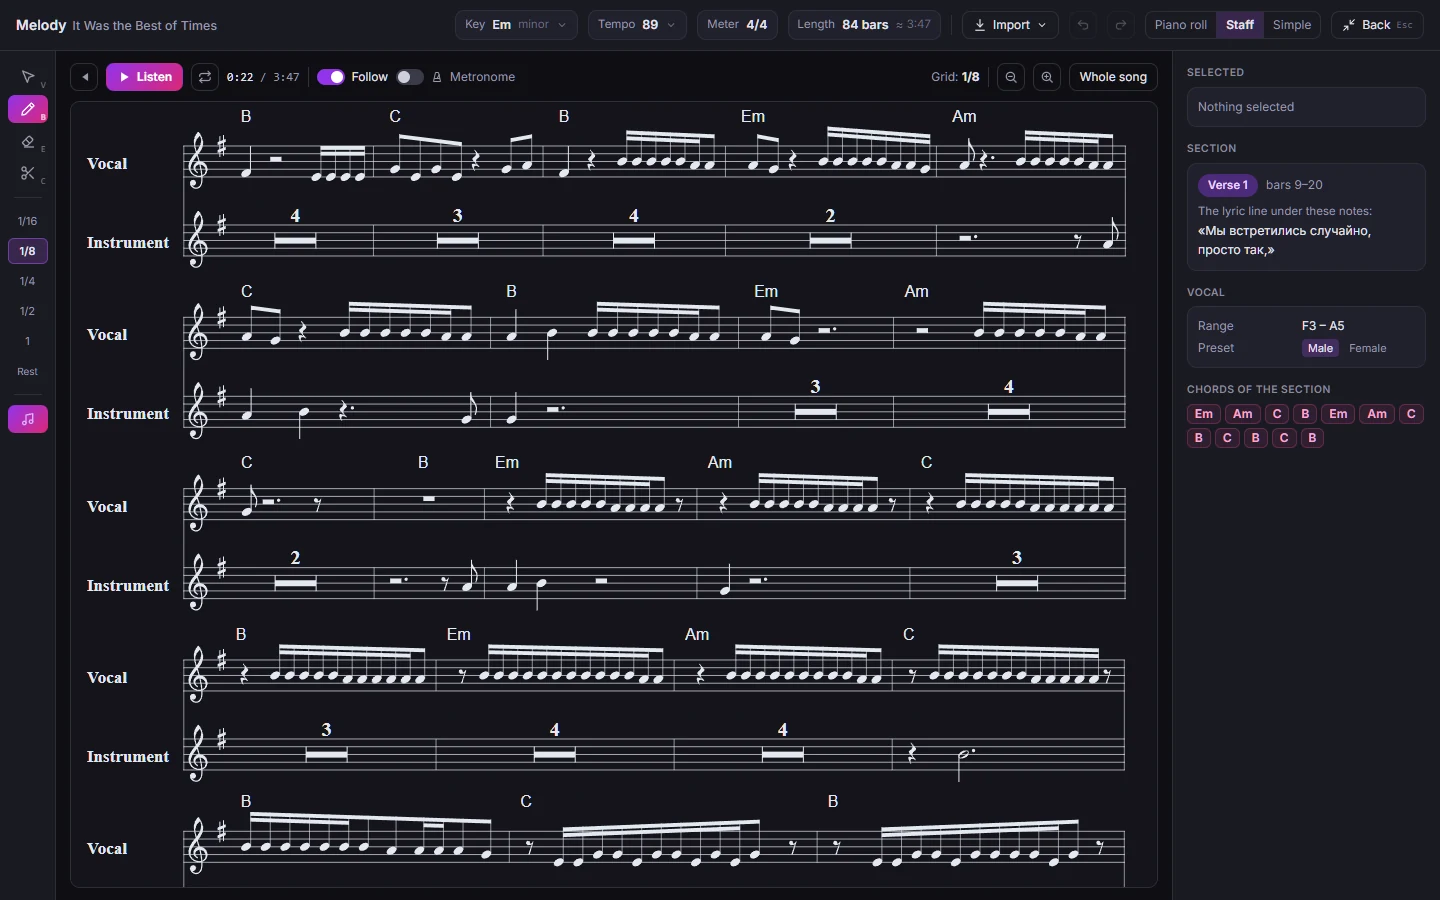 Melody It Was the Best of Times
Key Em minor
Tempo 89
Meter 4/4
Length 84 bars ≈ 3:47
Import
Piano roll Staff Simple
Back Esc
V
B
E
C
1/16
1/8
1/4
1/2
1
Rest
Listen
0:22 / 3:47
Follow
Metronome
Grid: 1/8
Whole song
B C B Em Am
Vocal
4 3 4 2
Instrument
C B Em Am
Vocal
3 4
Instrument
C B Em Am C
Vocal
2 3
Instrument
B Em Am C
Vocal
3 4 4
Instrument
B C B
Vocal
SELECTED
Nothing selected
SECTION
Verse 1 bars 9–20
The lyric line under these notes:
«Мы встретились случайно,
просто так,»
VOCAL
Range F3 – A5
Preset Male Female
CHORDS OF THE SECTION
Em Am C B Em Am C
B C B C B